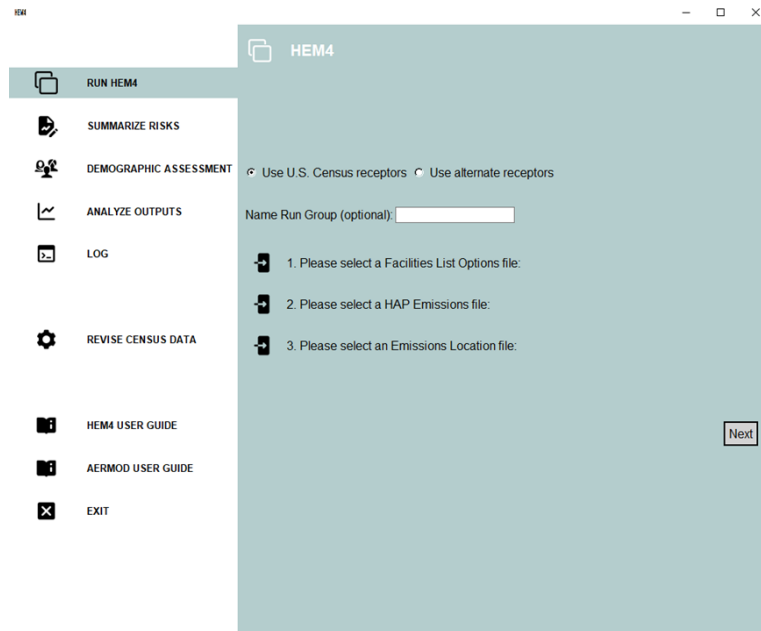 HEM4
HEM4
RUN HEM4
SUMMARIZE RISKS
DEMOGRAPHIC ASSESSMENT
ANALYZE OUTPUTS
LOG
REVISE CENSUS DATA
HEM4 USER GUIDE
AERMOD USER GUIDE
EXIT
Use U.S. Census receptors Use alternate receptors
Name Run Group (optional):
1. Please select a Facilities List Options file:
2. Please select a HAP Emissions file:
3. Please select an Emissions Location file:
Next